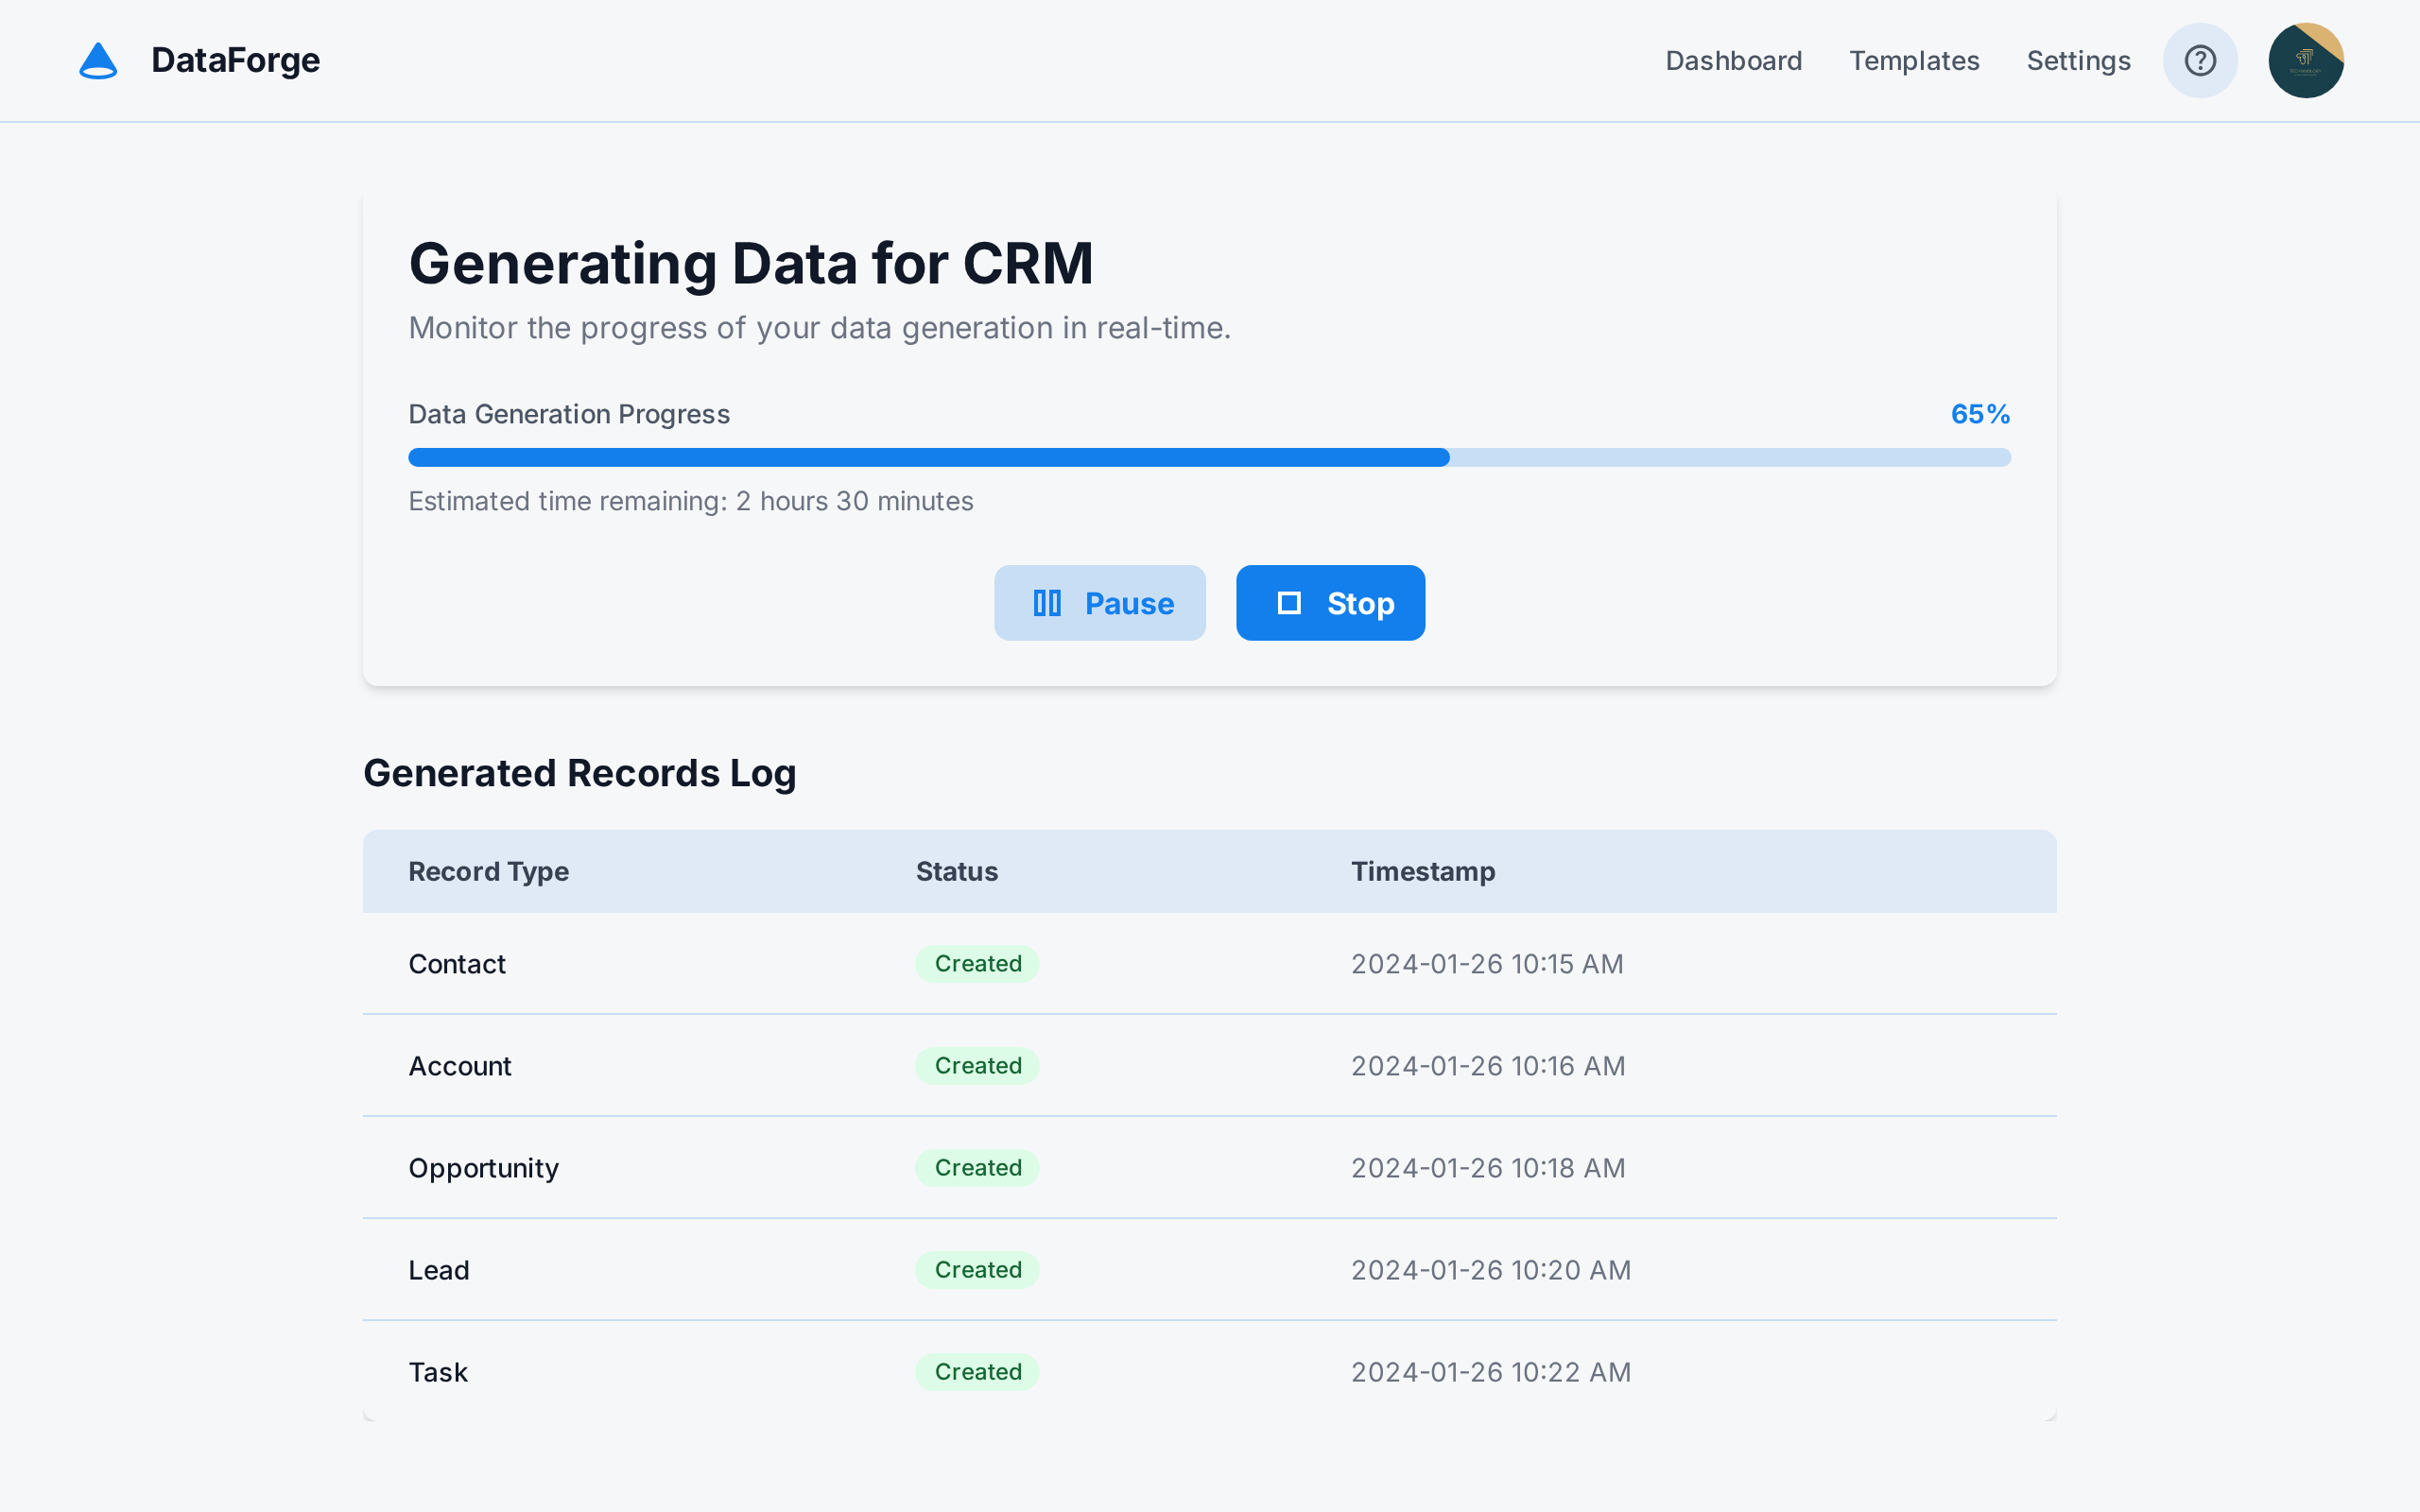 DataForge
Dashboard Templates Settings
Generating Data for CRM
Monitor the progress of your data generation in real-time.
Data Generation Progress 65%
Estimated time remaining: 2 hours 30 minutes
Pause Stop
Generated Records Log
Record Type Status Timestamp
Contact Created 2024-01-26 10:15 AM
Account Created 2024-01-26 10:16 AM
Opportunity Created 2024-01-26 10:18 AM
Lead Created 2024-01-26 10:20 AM
Task Created 2024-01-26 10:22 AM